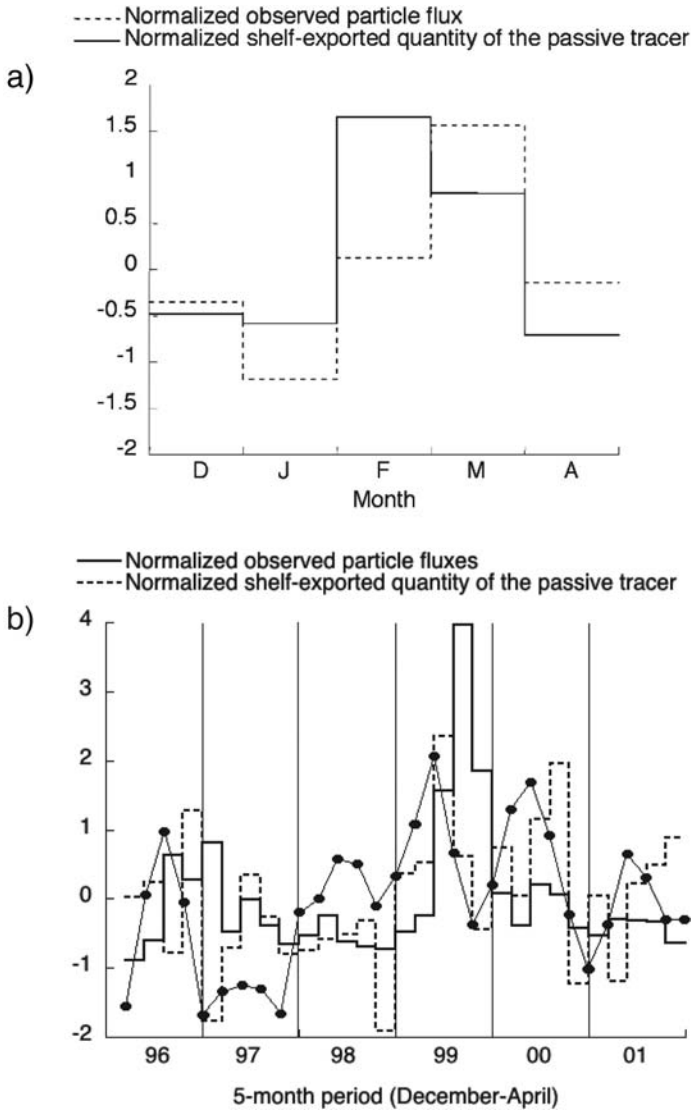 Normalized observed particle flux
Normalized shelf-exported quantity of the passive tracer
a)
2
1.5
1
0.5
0
-0.5
-1
-1.5
-2
D J F M A
Month
Normalized observed particle fluxes
Normalized shelf-exported quantity of the passive tracer
b)
4
3
2
1
0
-1
-2
96 97 98 99 00 01
5-month period (December-April)